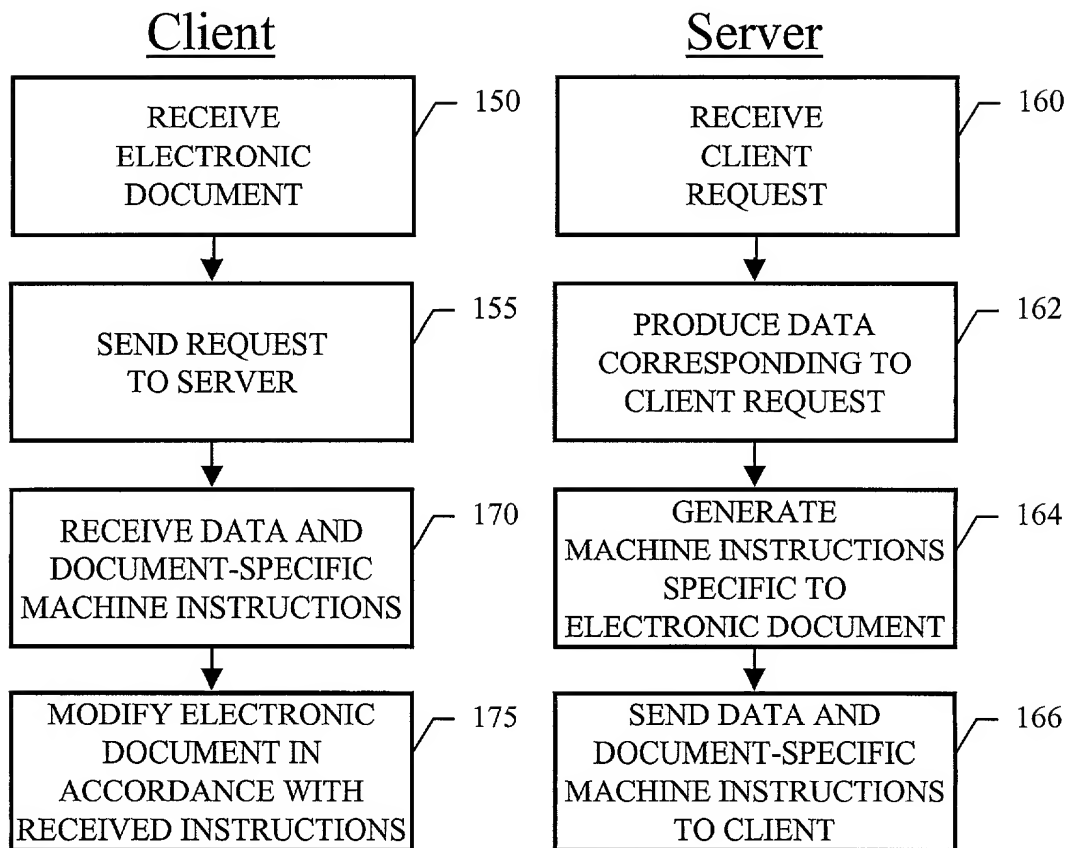 Client
RECEIVE
ELECTRONIC
DOCUMENT
150
SEND REQUEST
TO SERVER
155
RECEIVE DATA AND
DOCUMENT-SPECIFIC
MACHINE INSTRUCTIONS
170
MODIFY ELECTRONIC
DOCUMENT IN
ACCORDANCE WITH
RECEIVED INSTRUCTIONS
175
Server
RECEIVE
CLIENT
REQUEST
160
PRODUCE DATA
CORRESPONDING TO
CLIENT REQUEST
162
GENERATE
MACHINE INSTRUCTIONS
SPECIFIC TO
ELECTRONIC DOCUMENT
164
SEND DATA AND
DOCUMENT-SPECIFIC
MACHINE INSTRUCTIONS
TO CLIENT
166